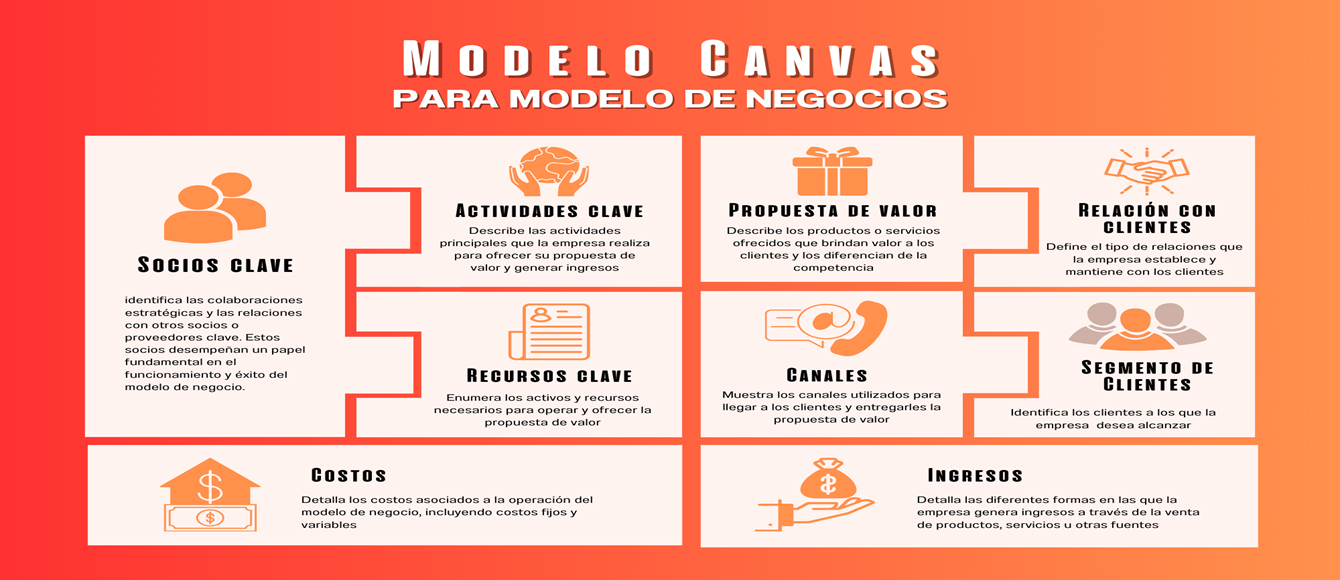 MODELO CANVAS
PARA MODELO DE NEGOCIOS
SOCIOS CLAVE
identifica las colaboraciones
estratégicas y las relaciones
con otros socios o
proveedores clave. Estos
socios desempeñan un papel
fundamental en el
funcionamiento y éxito del
modelo de negocio.
ACTIVIDADES CLAVE
Describe las actividades
principales que la empresa realiza
para ofrecer su propuesta de
valor y generar ingresos
RECURSOS CLAVE
Enumera los activos y recursos
necesarios para operar y ofrecer la
propuesta de valor
PROPUESTA DE VALOR
Describe los productos o servicios
ofrecidos que brindan valor a los
clientes y los diferencian de la
competencia
CANALES
Muestra los canales utilizados para
llegar a los clientes y entregarles la
propuesta de valor
RELACIÓN CON
CLIENTES
Define el tipo de relaciones que
la empresa establece y
mantiene con los clientes
SEGMENTO DE
CLIENTES
Identifica los clientes a los que la
empresa desea alcanzar
$
$
COSTOS
Detalla los costos asociados a la operación del
modelo de negocio, incluyendo costos fijos y
variables
$
INGRESOS
Detalla las diferentes formas en las que la
empresa genera ingresos a través de la venta
de productos, servicios u otras fuentes